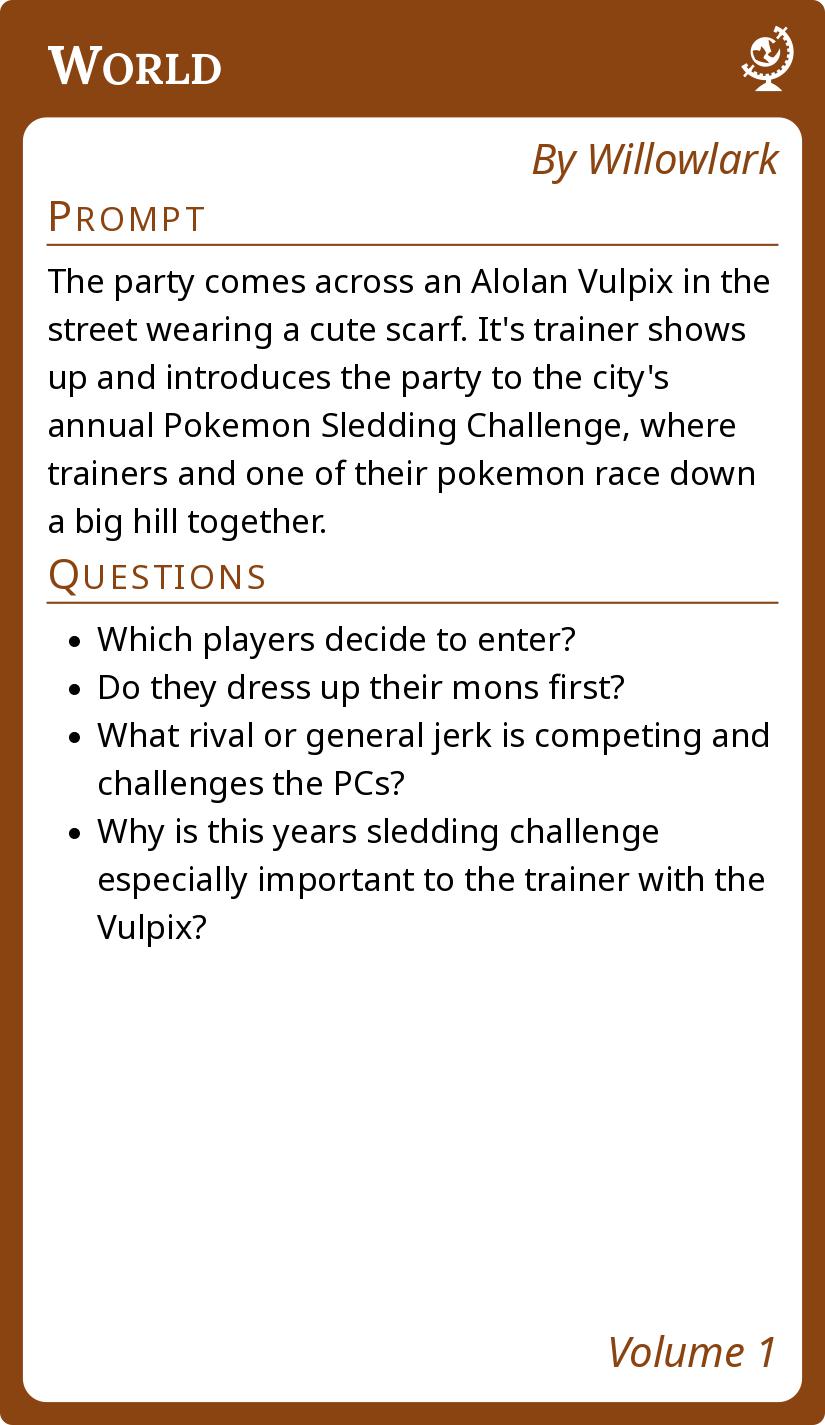 World
By Willowlark
Prompt
The party comes across an Alolan Vulpix in the
street wearing a cute scarf. It's trainer shows
up and introduces the party to the city's
annual Pokemon Sledding Challenge, where
trainers and one of their pokemon race down
a big hill together.
Questions
• Which players decide to enter?
• Do they dress up their mons first?
• What rival or general jerk is competing and
challenges the PCs?
• Why is this years sledding challenge
especially important to the trainer with the
Vulpix?
Volume 1